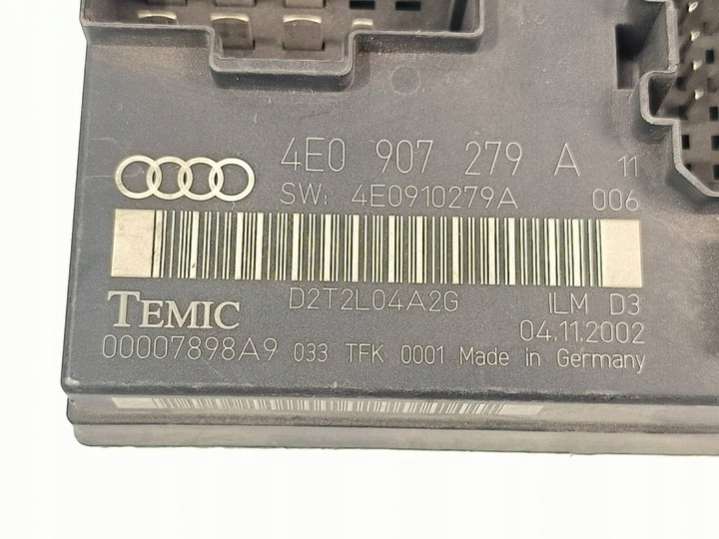 4E0 907 279 A 11
SW: 4E0910279A 006
D2T2L04A2G ILM D3
TEMIC 04.11.2002
00007898A9 033 TFK 0001 Made in Germany